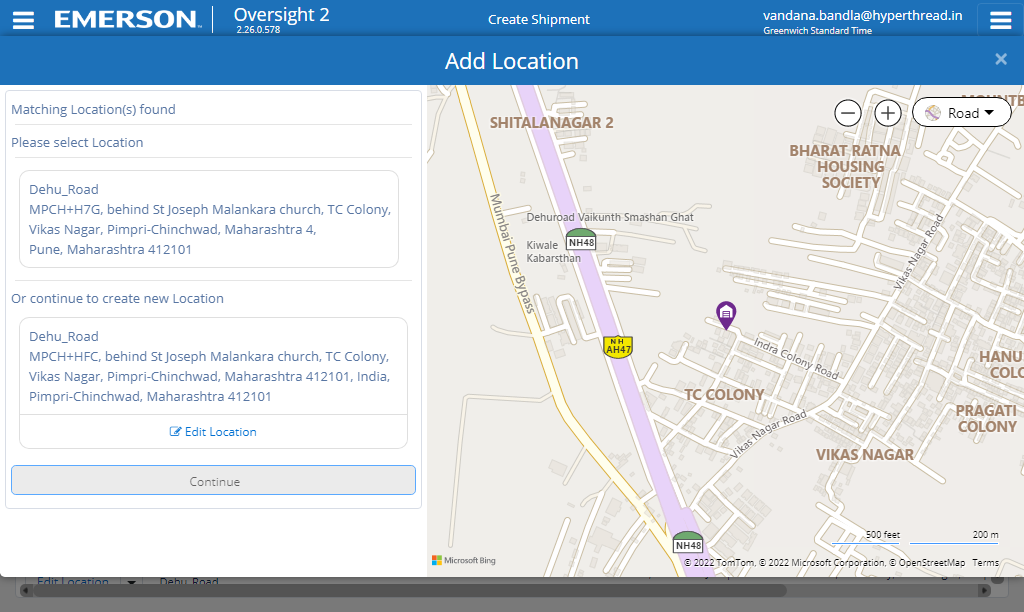 EMERSON
Oversight 2
2.26.0.578
Create Shipment
vandana.bandla@hyperthread.in
Greenwich Standard Time
Add Location
×
Matching Location(s) found
Please select Location
Dehu_Road
MPCH+H7G, behind St Joseph Malankara church, TC Colony,
Vikas Nagar, Pimpri-Chinchwad, Maharashtra 4,
Pune, Maharashtra 412101
Or continue to create new Location
Dehu_Road
MPCH+HFC, behind St Joseph Malankara church, TC Colony,
Vikas Nagar, Pimpri-Chinchwad, Maharashtra 412101, India,
Pimpri-Chinchwad, Maharashtra 412101
Edit Location
Continue
SHITALANAGAR 2
Road
BHARAT RATNA
HOUSING
SOCIETY
Mumbai Pune Bypass
Dehuroad Vaikunth Smashan Ghat
Kiwale
Kabarsthan
NH48
Vikas Nagar Road
NH
AH47
Indra Colony Road
TC COLONY
HANU
COLO
PRAGATI
COLONY
Vikas Nagar Road
VIKAS NAGAR
NH48
500 feet
200 m
Microsoft Bing
© 2022 TomTom, © 2022 Microsoft Corporation, © OpenStreetMap Terms
Edit Location
Dehu_Road